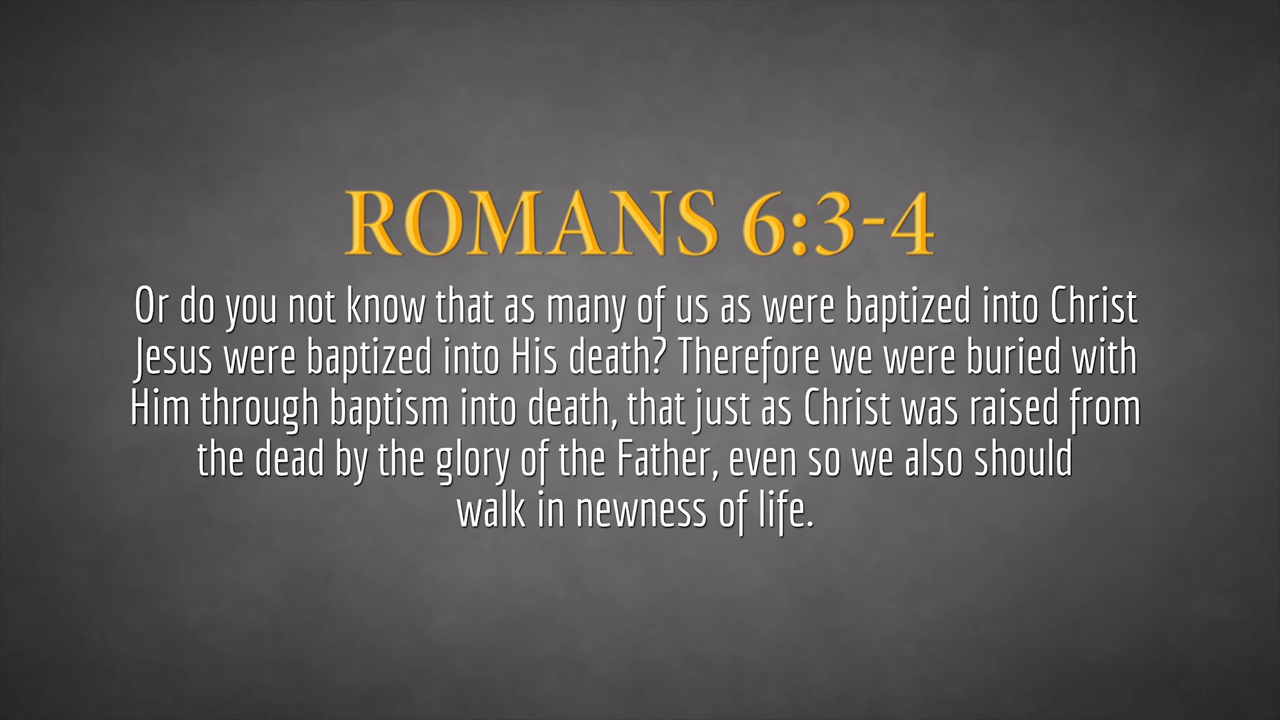 ROMANS 6:3-4
Or do you not know that as many of us as were baptized into Christ
Jesus were baptized into His death? Therefore we were buried with
Him through baptism into death, that just as Christ was raised from
the dead by the glory of the Father, even so we also should
walk in newness of life.